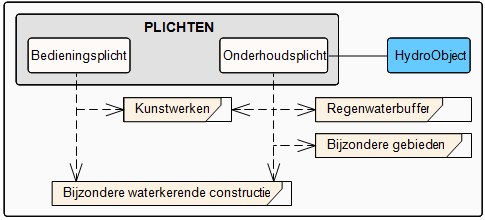 PLICHTEN
Bedieningsplicht
Onderhoudsplicht
HydroObject
Kunstwerken
Regenwaterbuffer
Bijzondere gebieden
Bijzondere waterkerende constructie